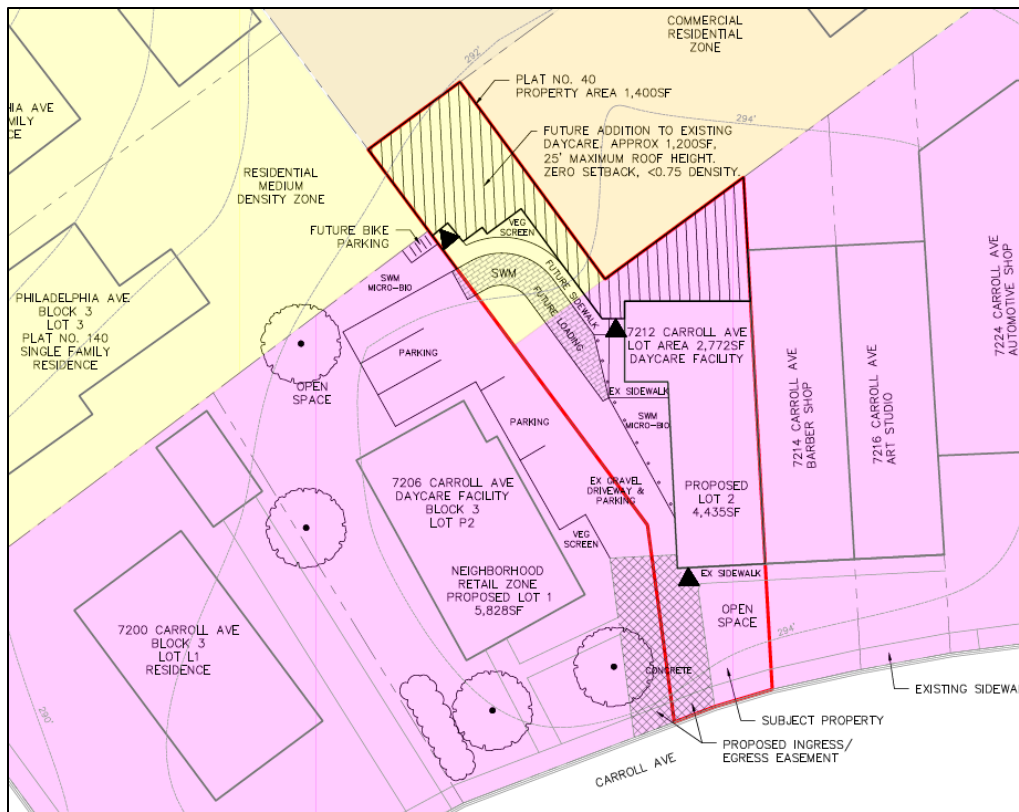 COMMERCIAL
RESIDENTIAL
ZONE
292'
PLAT NO. 40
PROPERTY AREA 1,400SF
294'
FUTURE ADDITION TO EXISTING
DAYCARE. APPROX 1,200SF,
25' MAXIMUM ROOF HEIGHT.
ZERO SETBACK, <0.75 DENSITY.
RESIDENTIAL
MEDIUM
DENSITY ZONE
FUTURE BIKE
PARKING
VEG
SCREEN
SWM
MICRO-BIO
SWM
FUTURE SIDEWALK
FUTURE LOADING
PHILADELPHIA AVE
BLOCK 3
LOT 3
PLAT NO. 140
SINGLE FAMILY
RESIDENCE
OPEN
SPACE
PARKING
PARKING
7212 CARROLL AVE
LOT AREA 2,772SF
DAYCARE FACILITY
EX SIDEWALK
SWM
MICRO-BIO
7214 CARROLL AVE
BARBER SHOP
7216 CARROLL AVE
ART STUDIO
7224 CARROLL AVE
AUTOMOTIVE SHOP
7206 CARROLL AVE
DAYCARE FACILITY
BLOCK 3
LOT P2
EX GRAVEL
DRIVEWAY &
PARKING
PROPOSED
LOT 2
4,435SF
VEG
SCREEN
NEIGHBORHOOD
RETAIL ZONE
PROPOSED LOT 1
5,828SF
EX SIDEWALK
OPEN
SPACE
7200 CARROLL AVE
BLOCK 3
LOT L1
RESIDENCE
294'
CONCRETE
290'
EXISTING SIDEWA
SUBJECT PROPERTY
PROPOSED INGRESS/
EGRESS EASEMENT
CARROLL AVE